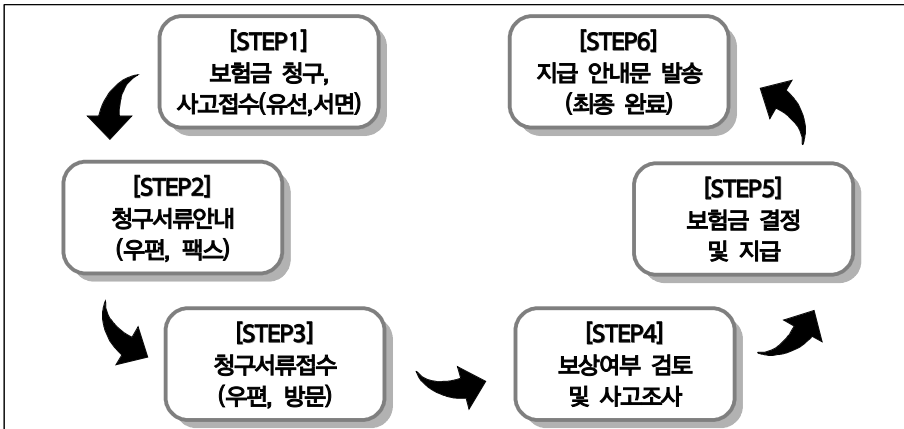 [STEP1]
보험금 청구,
사고접수(유선,서면)
[STEP2]
청구서류안내
(우편, 팩스)
[STEP3]
청구서류접수
(우편, 방문)
[STEP4]
보상여부 검토
및 사고조사
[STEP5]
보험금 결정
및 지급
[STEP6]
지급 안내문 발송
(최종 완료)